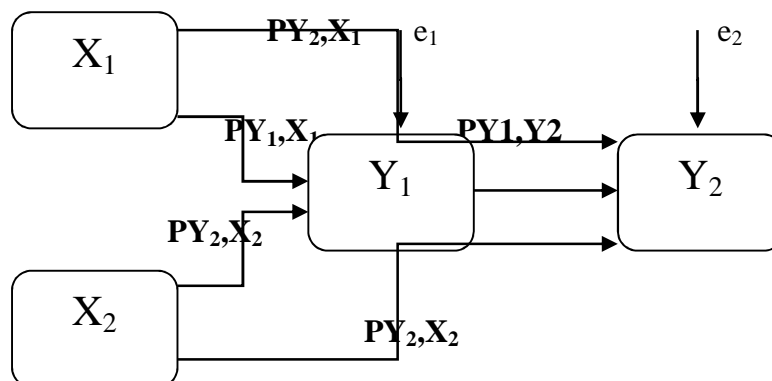 PY₂,X₁
e₁
e₂
X₁
PY₁,X₁
PY1,Y2
Y₁
Y₂
PY₂,X₂
X₂
PY₂,X₂